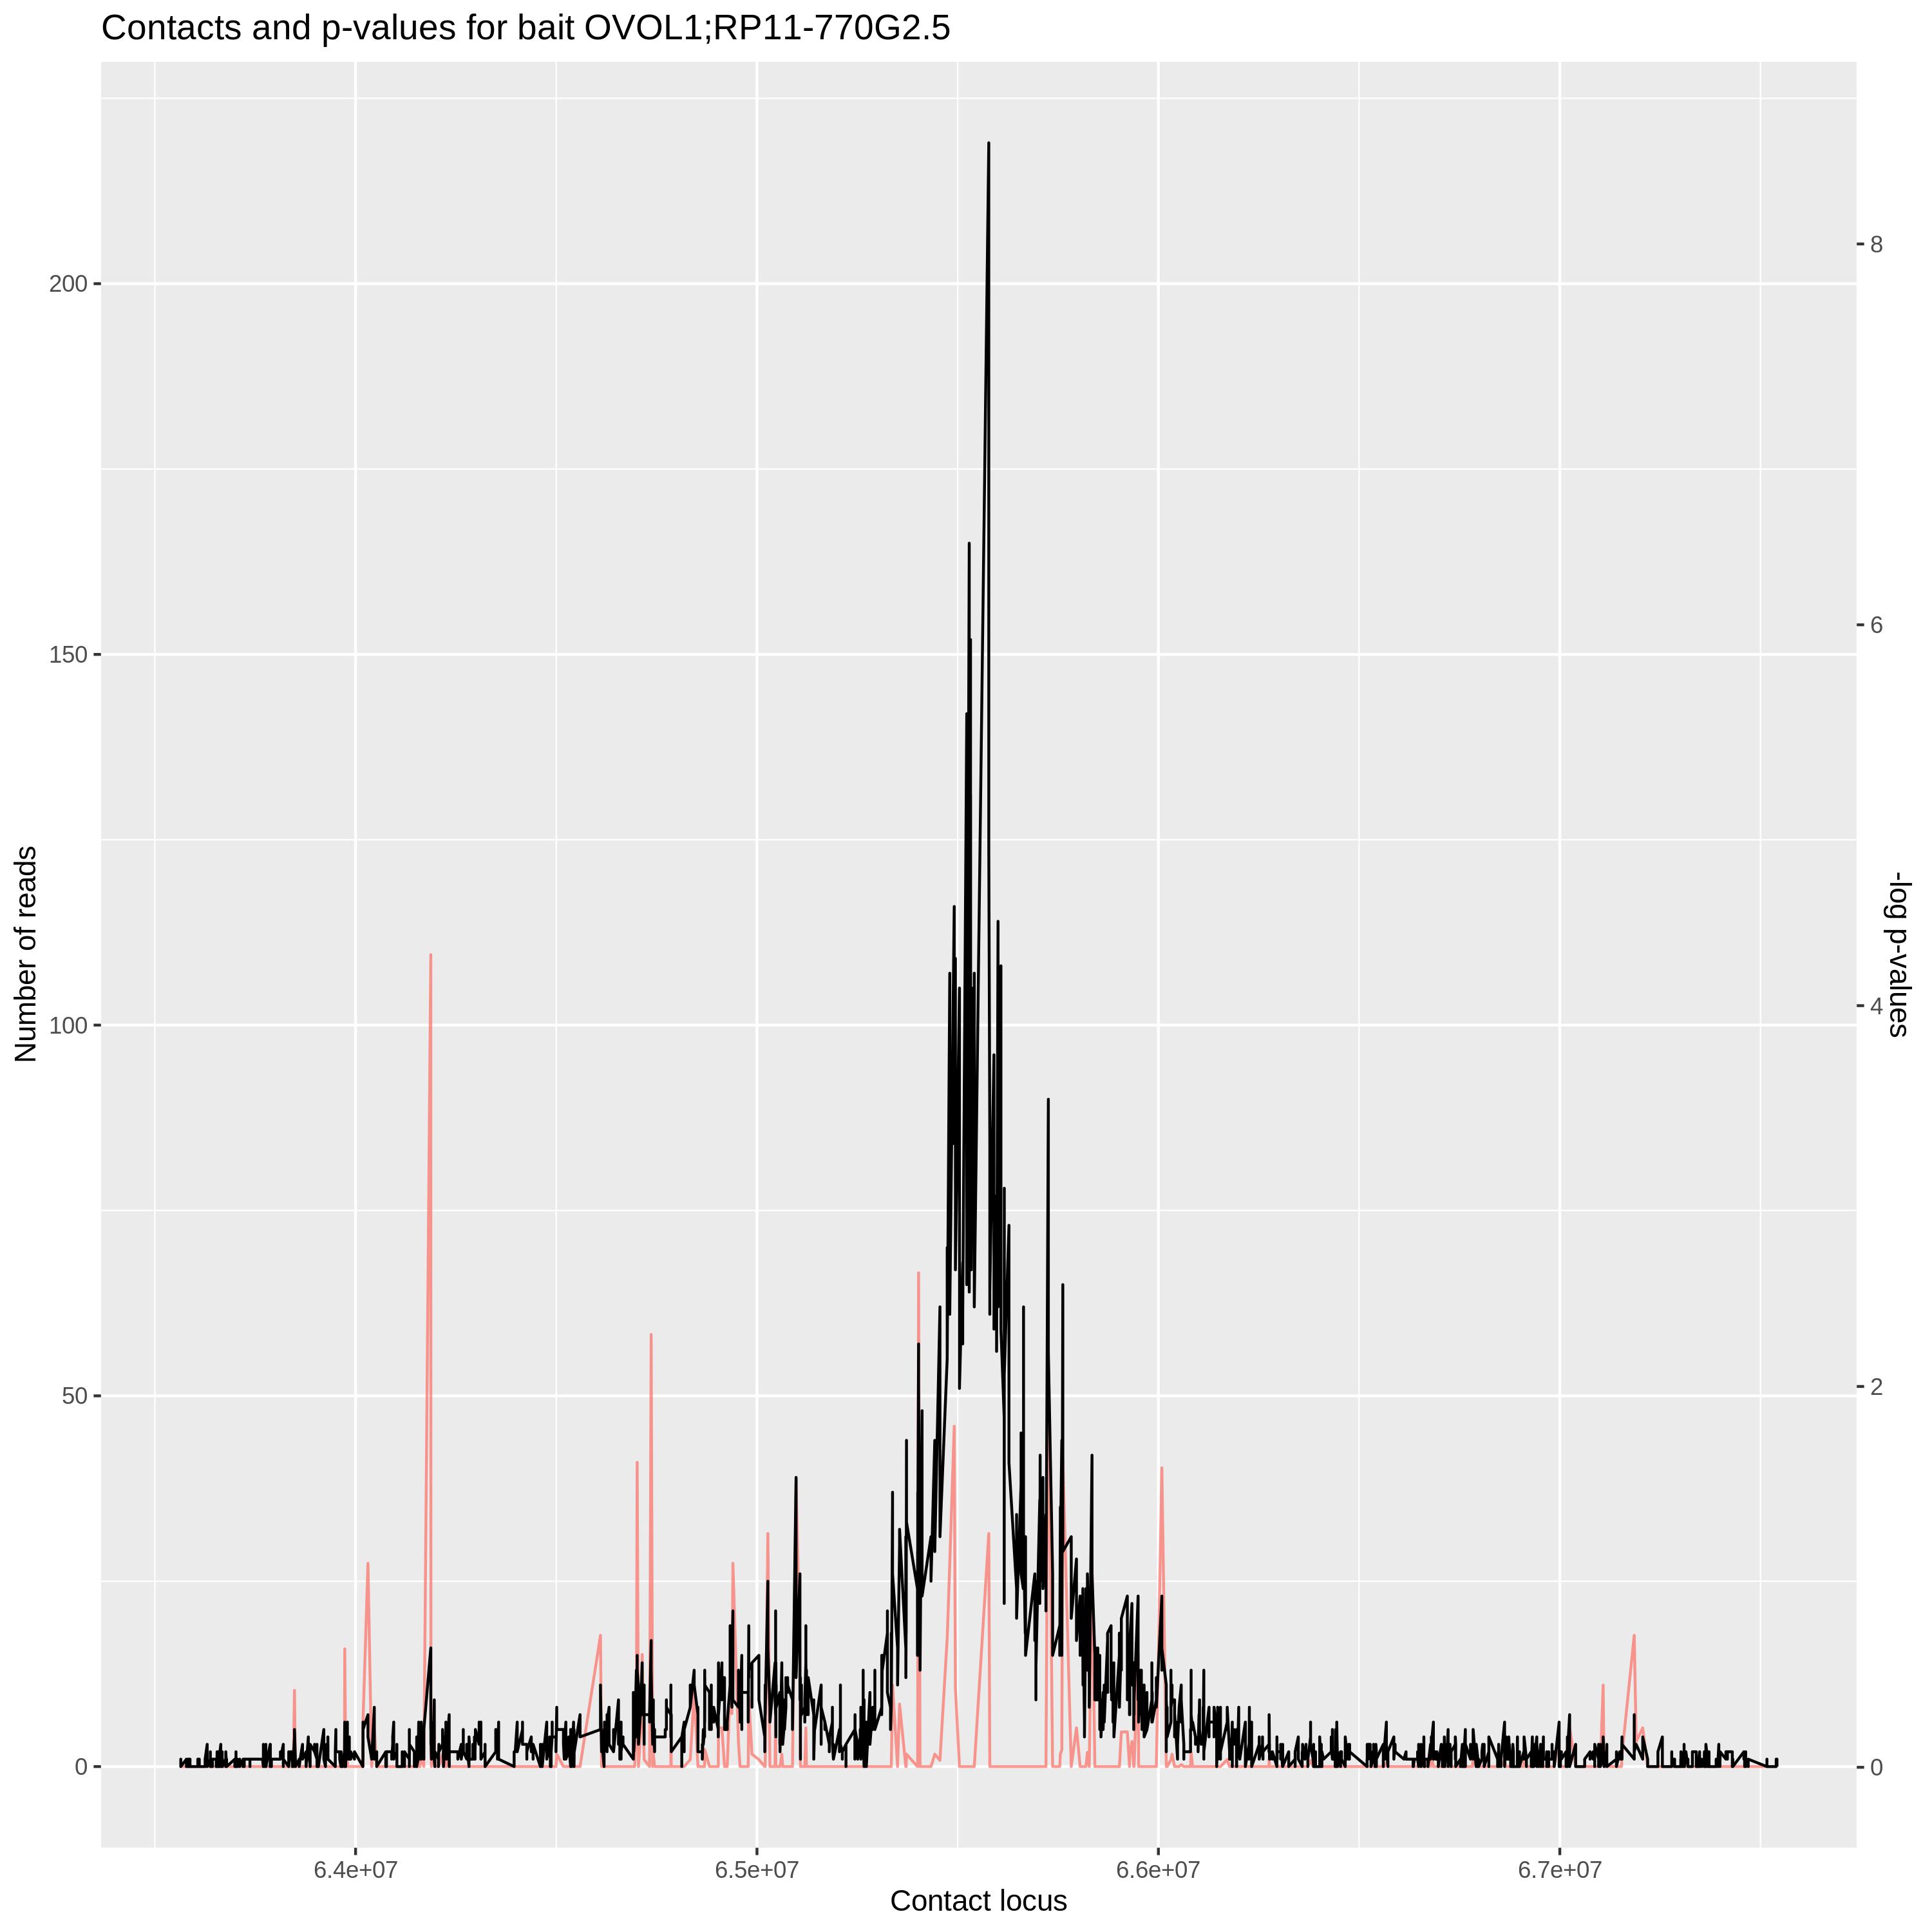 Contacts and p-values for bait OVOL1;RP11-770G2.5
200
150
100
50
0
Number of reads
8
6
4
2
0
-log p-values
6.4e+07 6.5e+07 6.6e+07 6.7e+07
Contact locus